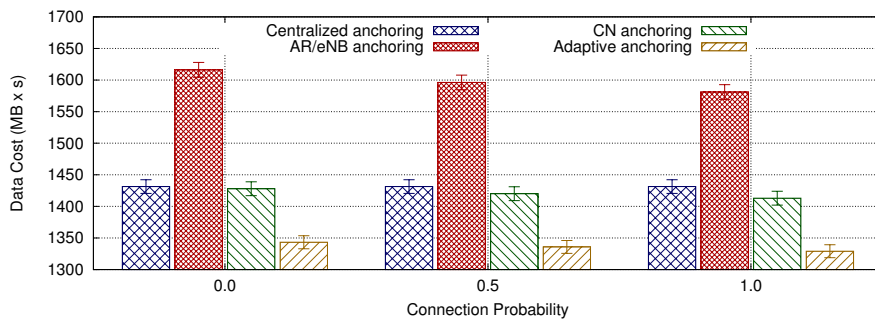 1700
1650
1600
1550
1500
1450
1400
1350
1300
Data Cost (MB x s)
Centralized anchoring
AR/eNB anchoring
CN anchoring
Adaptive anchoring
0.0
0.5
1.0
Connection Probability